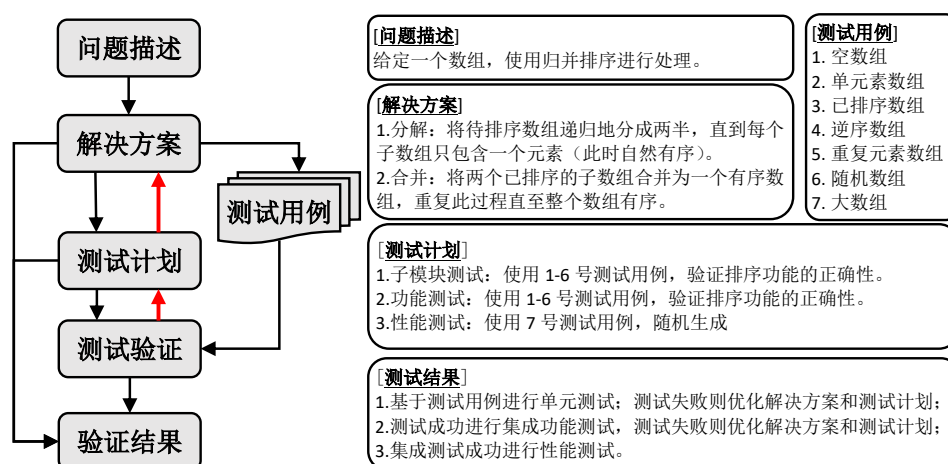 问题描述
解决方案
测试用例
测试计划
测试验证
验证结果
[问题描述]
给定一个数组，使用归并排序进行处理。
[解决方案]
1.分解：将待排序数组递归地分成两半，直到每个
子数组只包含一个元素（此时自然有序）。
2.合并：将两个已排序的子数组合并为一个有序数
组，重复此过程直至整个数组有序。
[测试用例]
1. 空数组
2. 单元素数组
3. 已排序数组
4. 逆序数组
5. 重复元素数组
6. 随机数组
7. 大数组
[测试计划]
1.子模块测试：使用 1-6 号测试用例，验证排序功能的正确性。
2.功能测试：使用 1-6 号测试用例，验证排序功能的正确性。
3.性能测试：使用 7 号测试用例，随机生成
[测试结果]
1.基于测试用例进行单元测试；测试失败则优化解决方案和测试计划；
2.测试成功进行集成功能测试，测试失败则优化解决方案和测试计划；
3.集成测试成功进行性能测试。